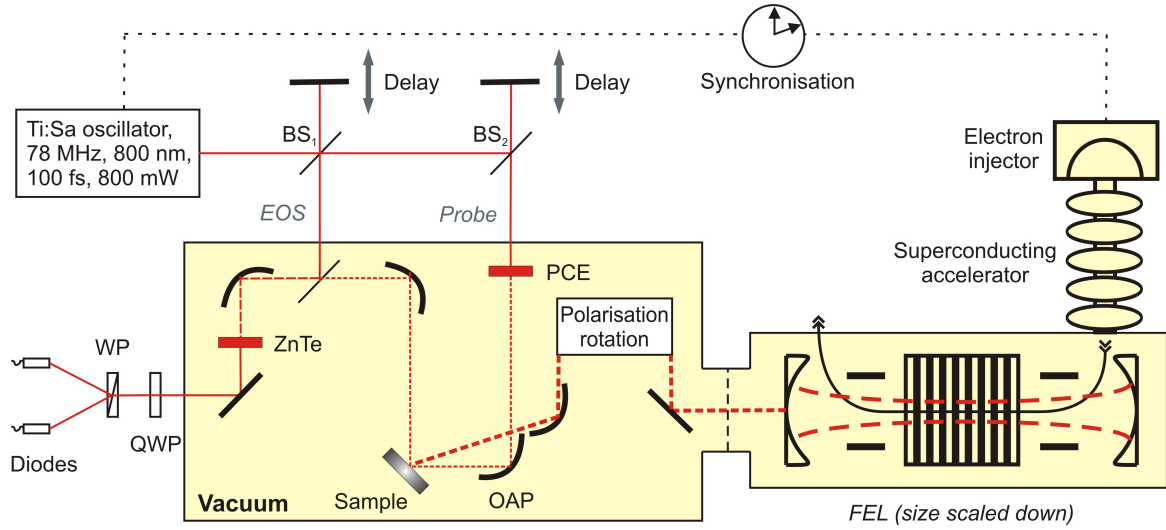 Delay
Delay
Synchronisation
Ti:Sa oscillator,
78 MHz, 800 nm,
100 fs, 800 mW
BS₁
BS₂
Electron
injector
EOS
Probe
Superconducting
accelerator
PCE
Polarisation
rotation
ZnTe
WP
QWP
Diodes
Sample
OAP
Vacuum
FEL (size scaled down)